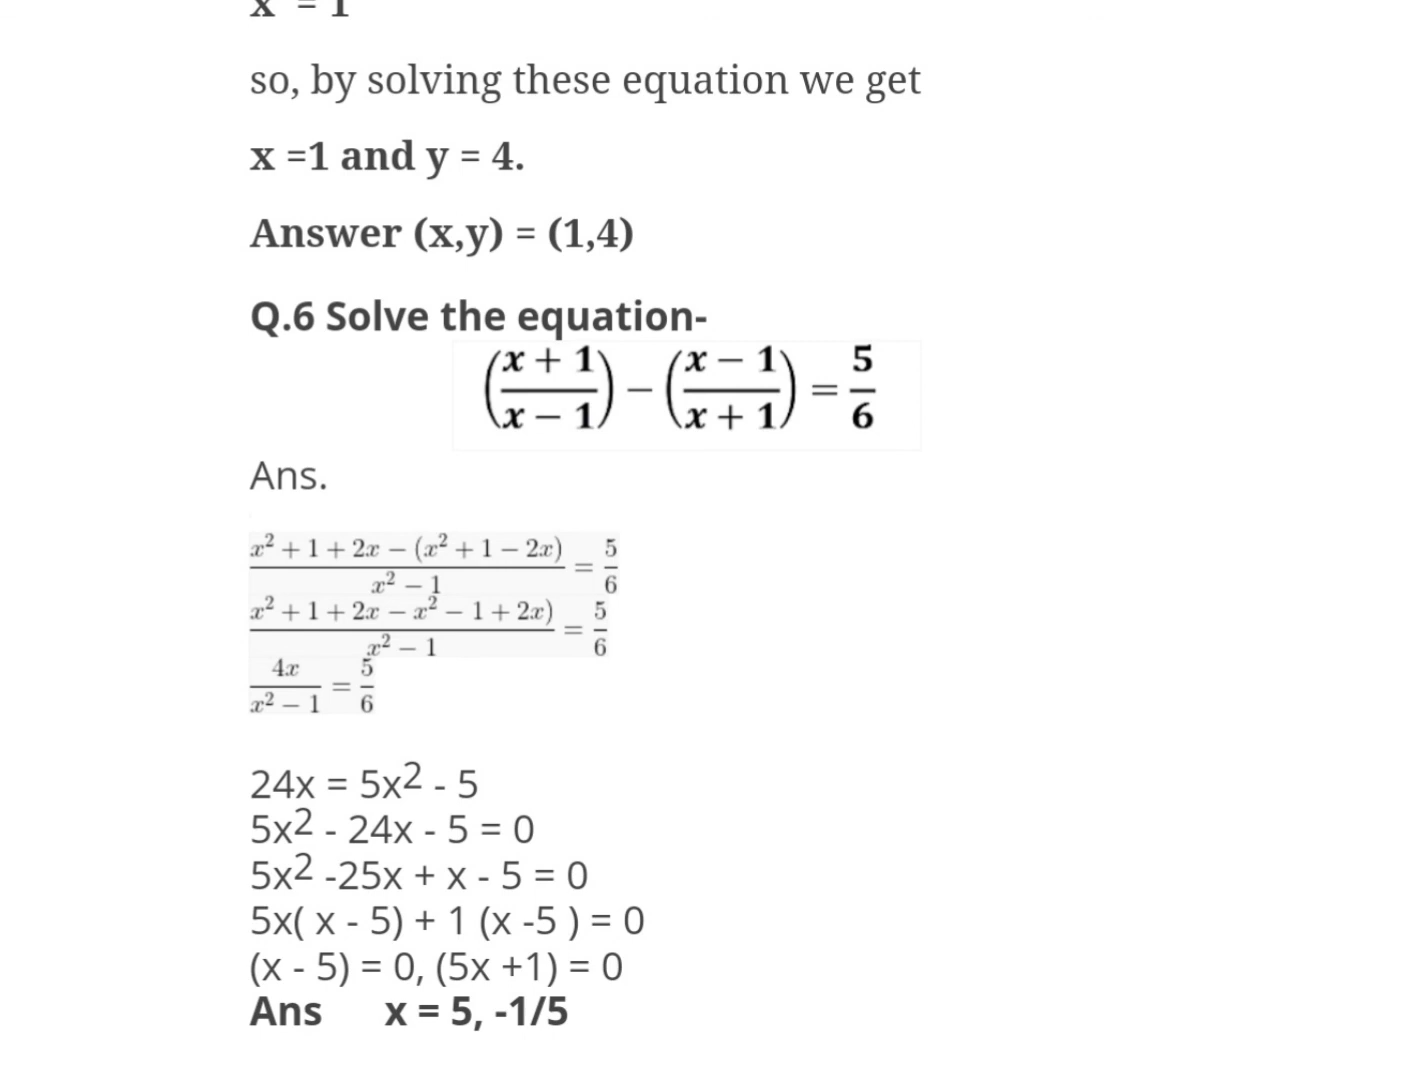 x = 1
so, by solving these equation we get
x =1 and y = 4.
Answer (x,y) = (1,4)
Q.6 Solve the equation-
(x + 1 / x − 1) − (x − 1 / x + 1) = 5/6
Ans.
x² + 1 + 2x − (x² + 1 − 2x) / x² − 1 = 5/6
x² + 1 + 2x − x² − 1 + 2x) / x² − 1 = 5/6
4x / x² − 1 = 5/6
24x = 5x² - 5
5x² - 24x - 5 = 0
5x² -25x + x - 5 = 0
5x( x - 5) + 1 (x -5 ) = 0
(x - 5) = 0, (5x +1) = 0
Ans x = 5, -1/5